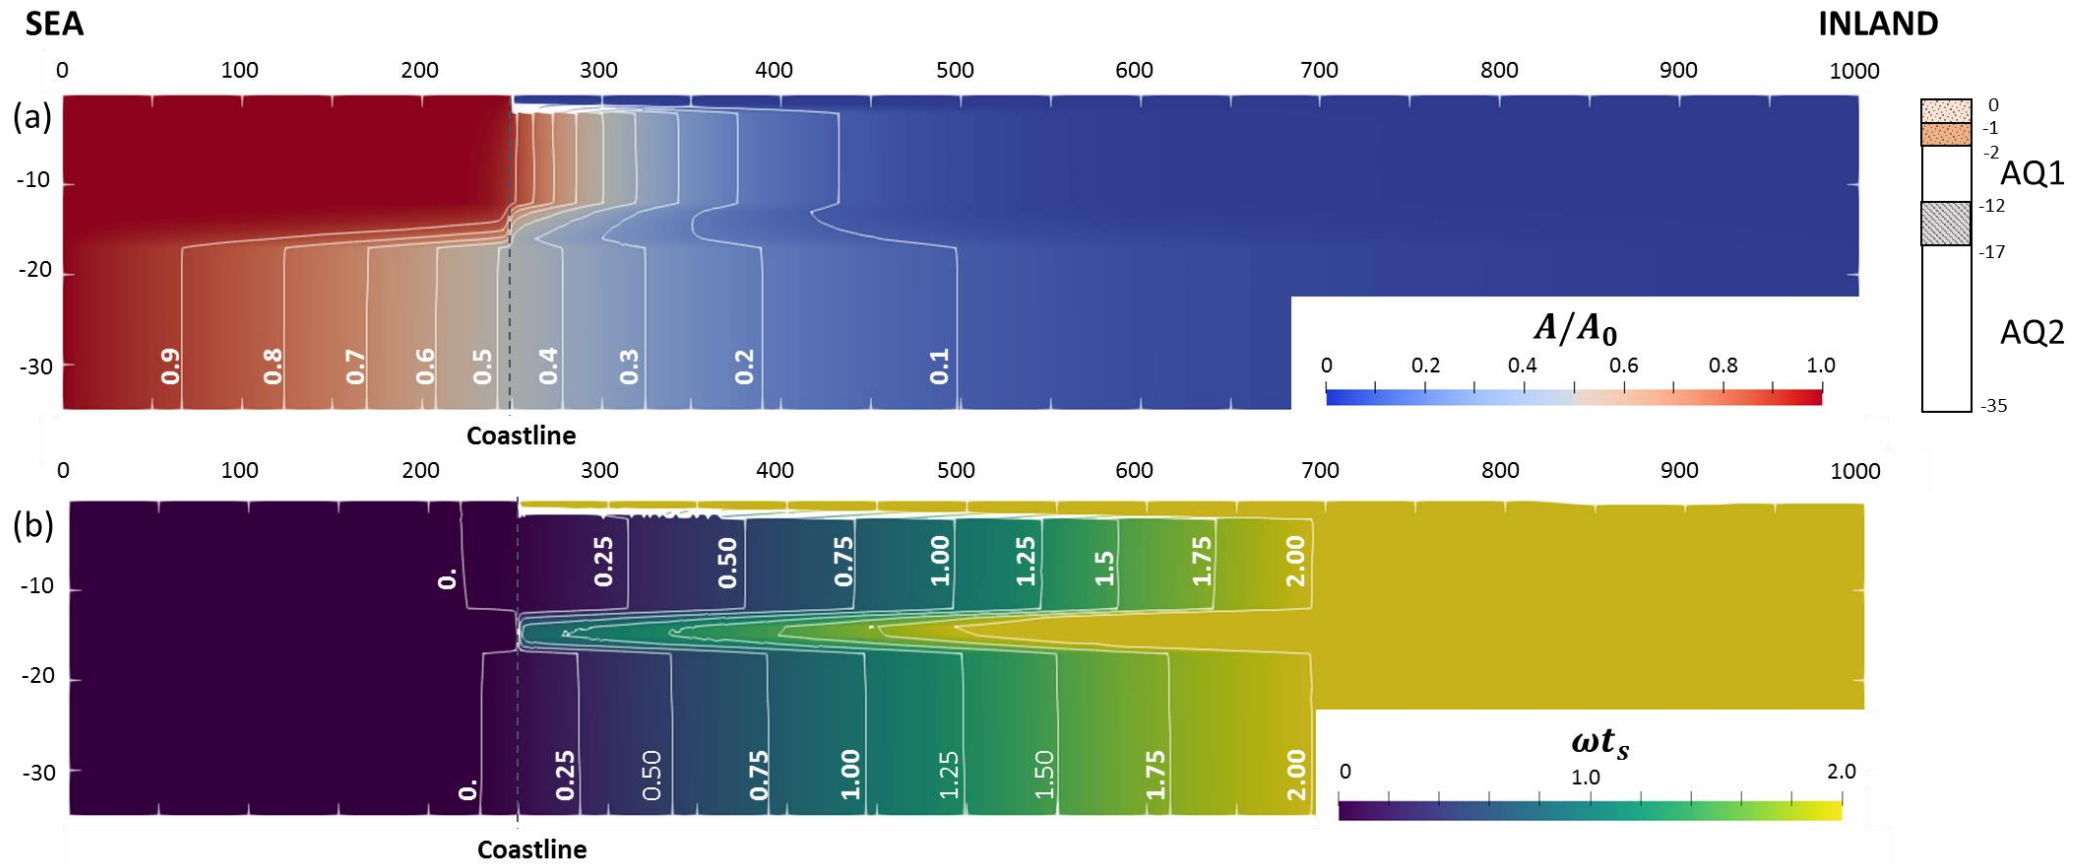 SEA INLAND
0 100 200 300 400 500 600 700 800 900 1000
(a)
-10
-20
-30
0.9 0.8 0.7 0.6 0.5 0.4 0.3 0.2 0.1
A/A₀
0 0.2 0.4 0.6 0.8 1.0
0
-1
-2
AQ1
-12
-17
AQ2
-35
Coastline
0 100 200 300 400 500 600 700 800 900 1000
(b)
-10
-20
-30
0. 0.25 0.50 0.75 1.00 1.25 1.5 1.75 2.00
0. 0.25 0.50 0.75 1.00 1.25 1.50 1.75 2.00
ωtₛ
0 1.0 2.0
Coastline